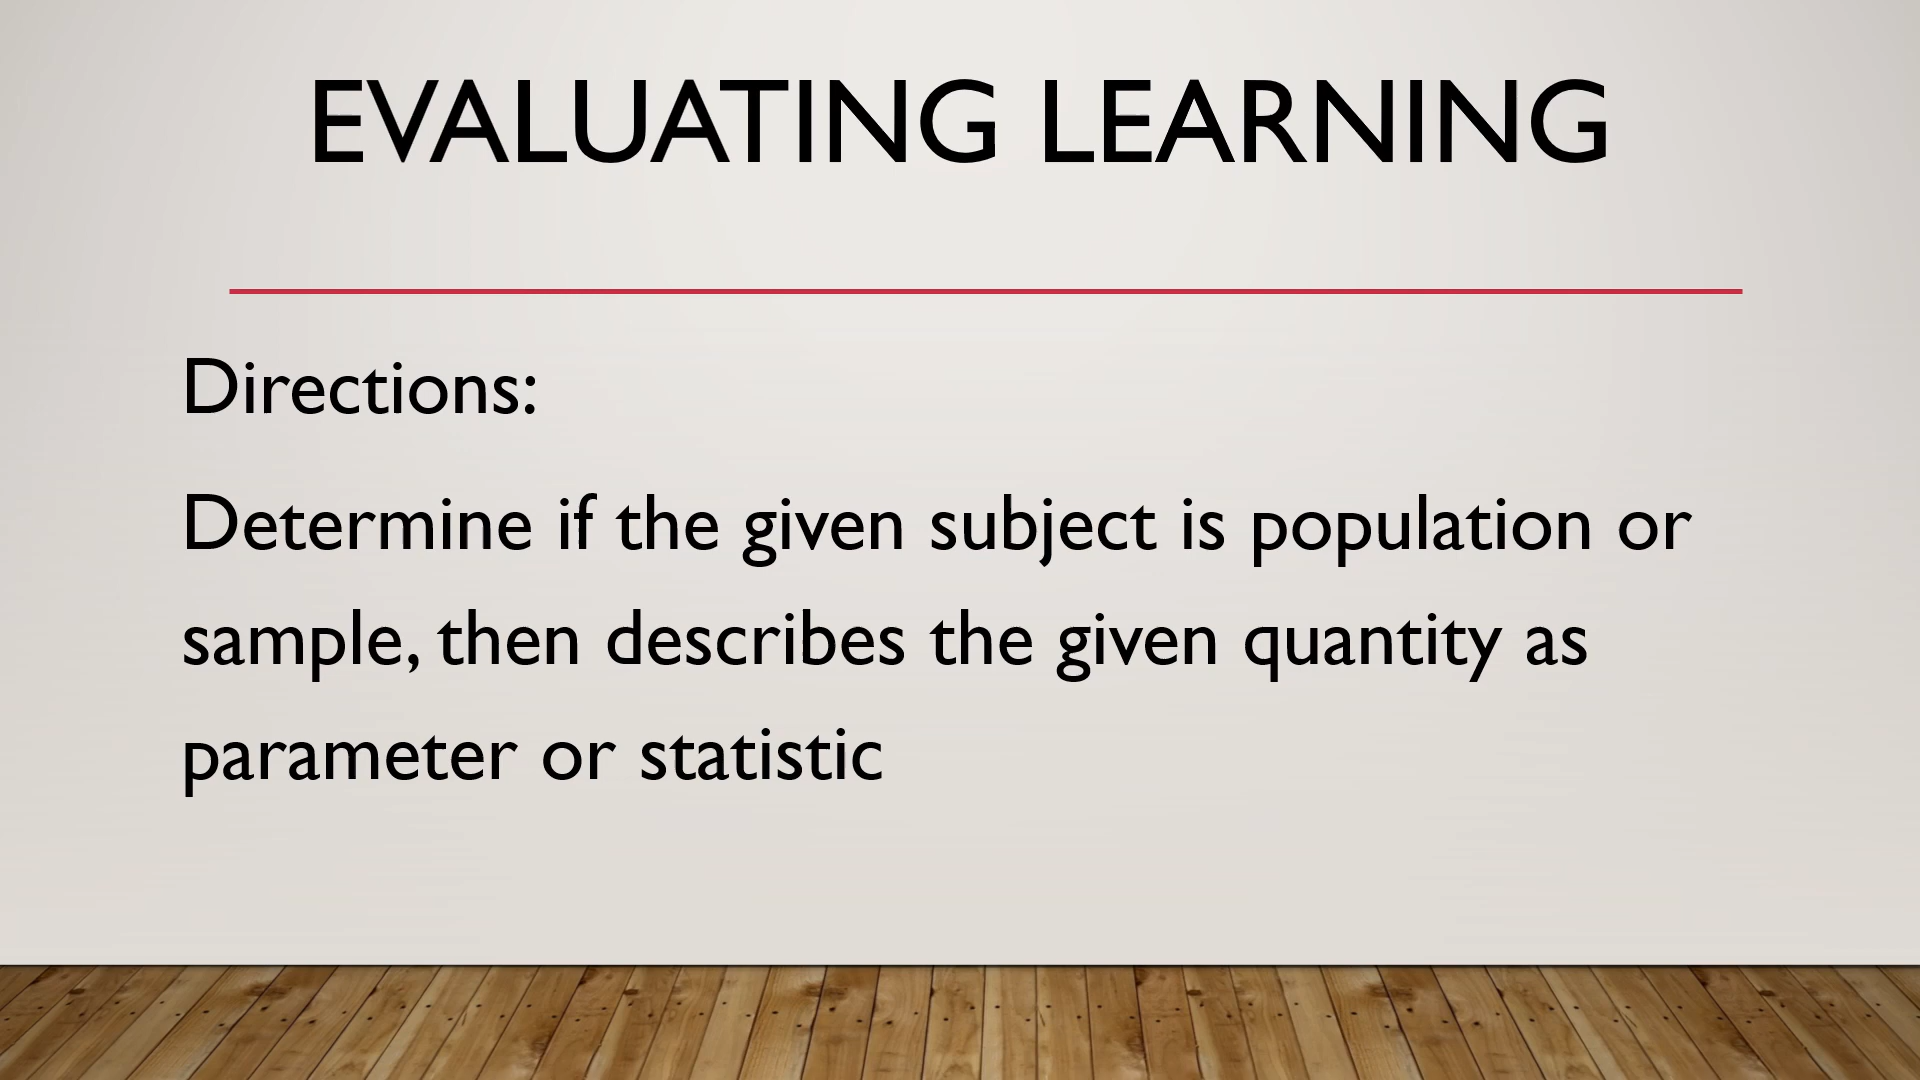 EVALUATING LEARNING
Directions:
Determine if the given subject is population or
sample, then describes the given quantity as
parameter or statistic